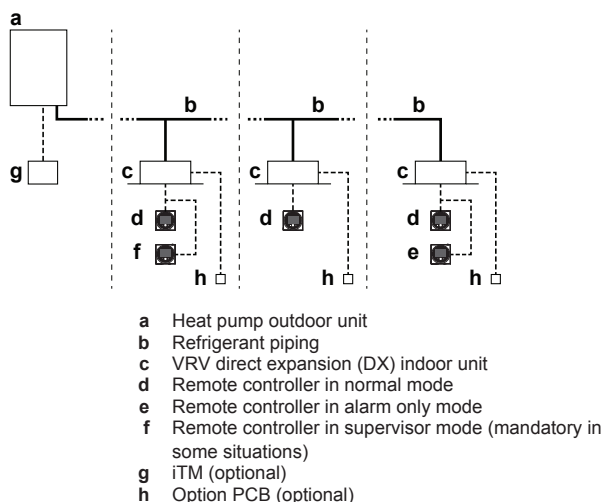 a
b b b
g c c c
d d d
f e
h h h
a Heat pump outdoor unit
b Refrigerant piping
c VRV direct expansion (DX) indoor unit
d Remote controller in normal mode
e Remote controller in alarm only mode
f Remote controller in supervisor mode (mandatory in
some situations)
g iTM (optional)
h Option PCB (optional)